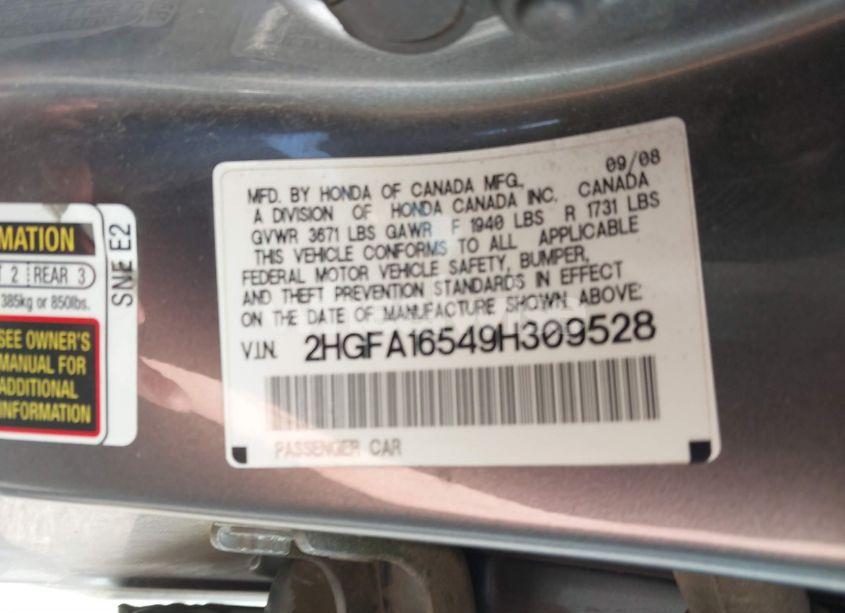 09/08
MFD. BY HONDA OF CANADA MFG.,
A DIVISION OF HONDA CANADA INC. CANADA
GVWR 3671 LBS GAWR F 1940 LBS R 1731 LBS
THIS VEHICLE CONFORMS TO ALL APPLICABLE
FEDERAL MOTOR VEHICLE SAFETY, BUMPER,
AND THEFT PREVENTION STANDARDS IN EFFECT
ON THE DATE OF MANUFACTURE SHOWN ABOVE:
V.I.N. 2HGFA16549H309528
PASSENGER CAR
MATION
2 REAR 3
385kg or 850lbs.
SEE OWNER'S
MANUAL FOR
ADDITIONAL
INFORMATION
SNE E2